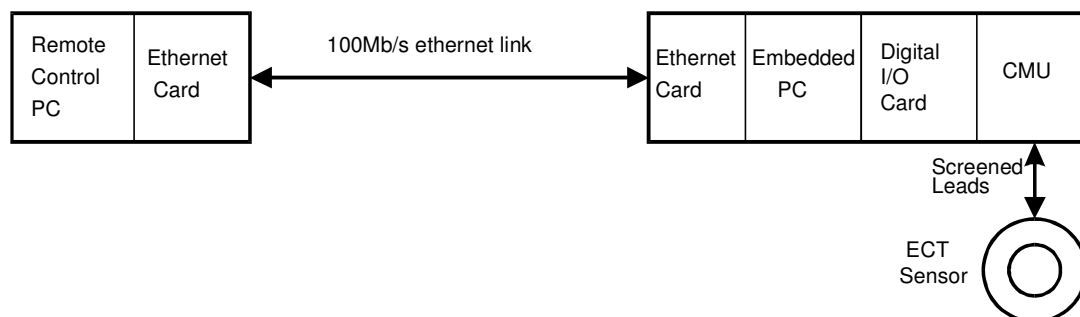 Remote
Control
PC
Ethernet
Card
100Mb/s ethernet link
Ethernet
Card
Embedded
PC
Digital
I/O
Card
CMU
Screened
Leads
ECT
Sensor